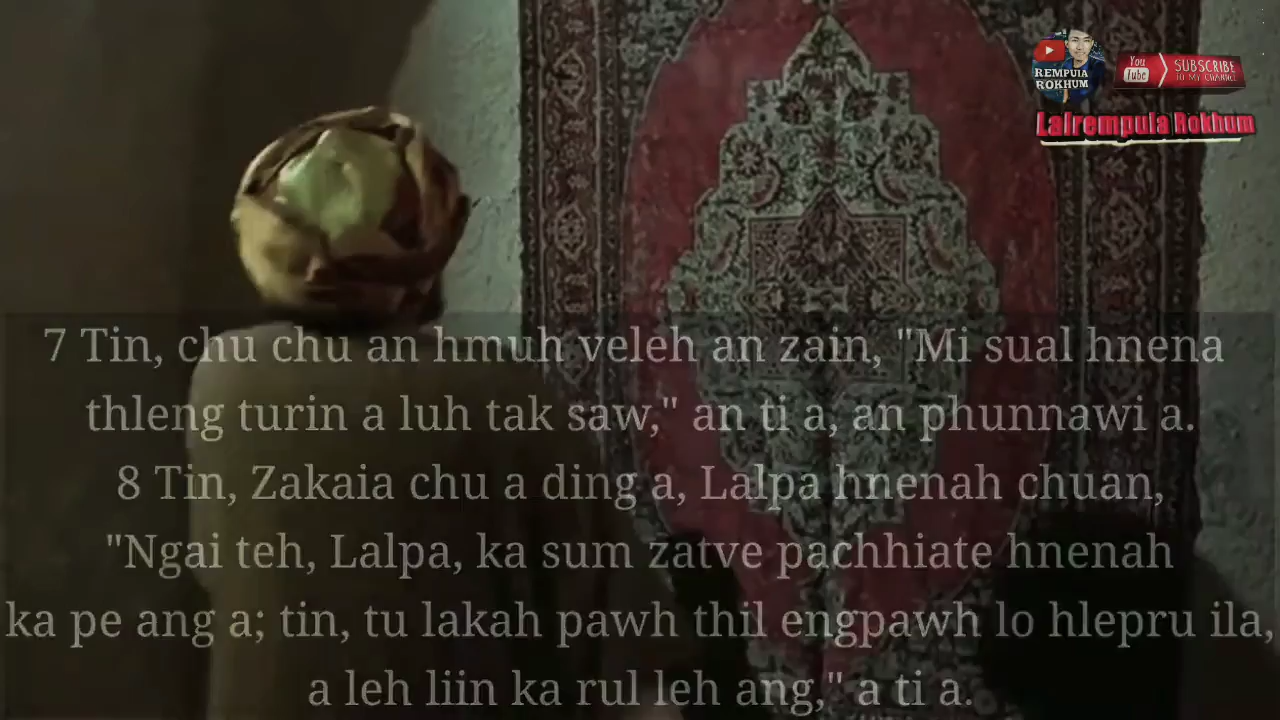 REMPUIA
ROKHUM
You
Tube
SUBSCRIBE
TO MY CHANNEL
Lalrempuia Rokhum
7 Tin, chu chu an hmuh veleh an zain, "Mi sual hnena
thleng turin a luh tak saw," an ti a, an phunnawi a.
8 Tin, Zakaia chu a ding a, Lalpa hnenah chuan,
"Ngai teh, Lalpa, ka sum zatve pachhiate hnenah
ka pe ang a; tin, tu lakah pawh thil engpawh lo hlepru ila,
a leh liin ka rul leh ang," a ti a.